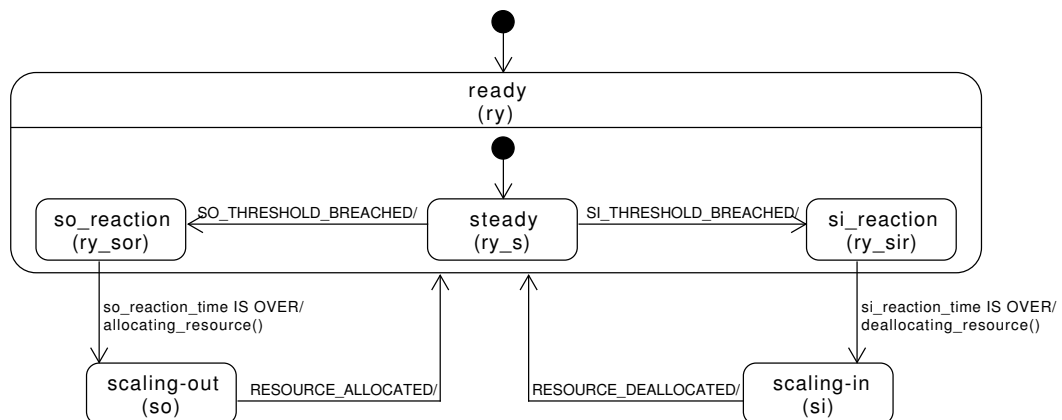 ready
(ry)
so_reaction
(ry_sor)
SO_THRESHOLD_BREACHED/
steady
(ry_s)
SI_THRESHOLD_BREACHED/
si_reaction
(ry_sir)
so_reaction_time IS OVER/
allocating_resource()
si_reaction_time IS OVER/
deallocating_resource()
scaling-out
(so)
RESOURCE_ALLOCATED/
RESOURCE_DEALLOCATED/
scaling-in
(si)